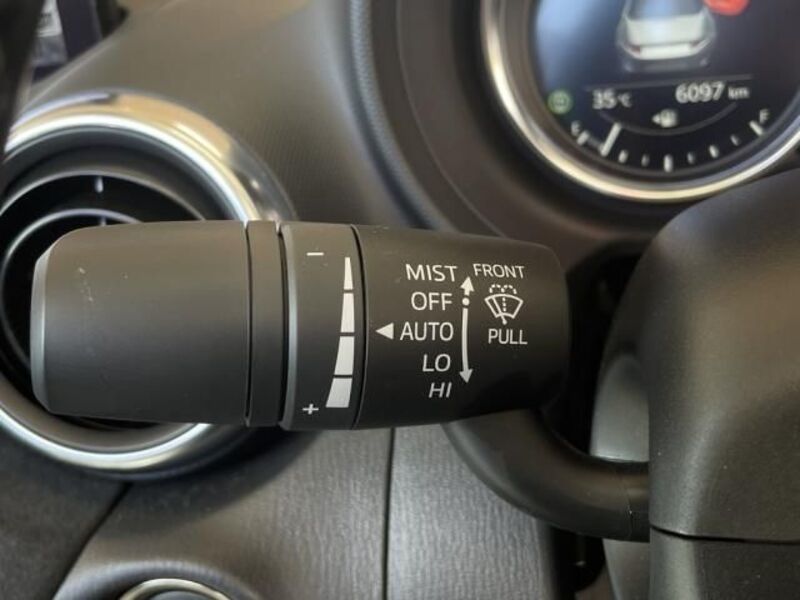 35 °C 6097 km
E F
−
MIST FRONT
OFF
◀ AUTO PULL
LO
HI
+